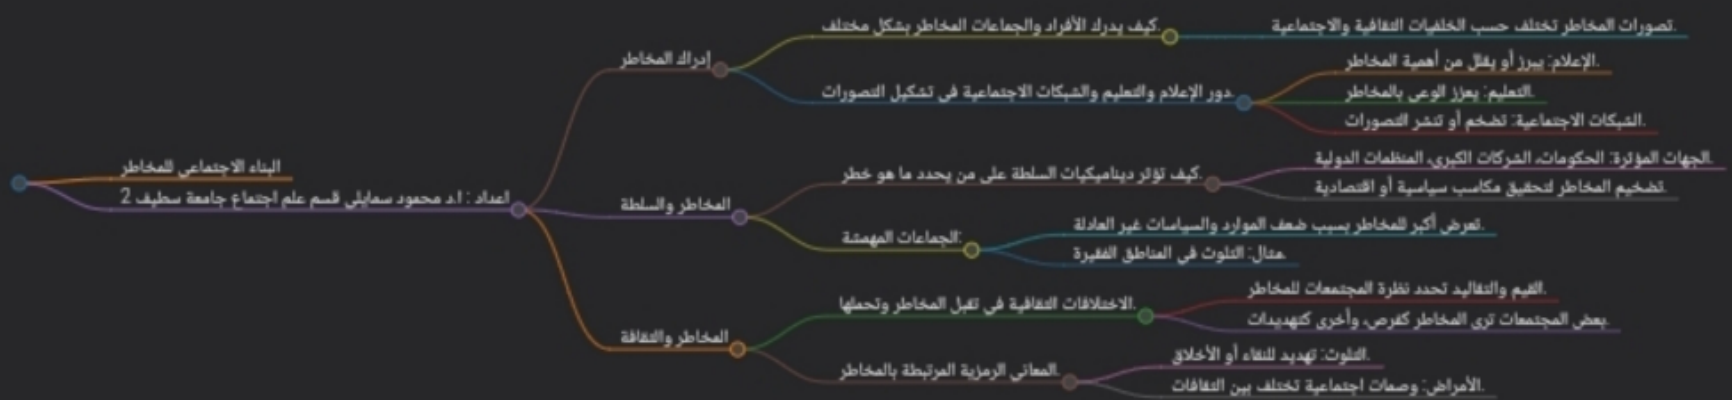 البناء الاجتماعي للمخاطر
اعداد : ا.د محمود سمايلي قسم علم اجتماع جامعة سطيف 2
إدراك المخاطر
كيف يدرك الأفراد والجماعات المخاطر بشكل مختلف.
تصورات المخاطر تختلف حسب الخلفيات الثقافية والاجتماعية.
دور الإعلام والتعليم والشبكات الاجتماعية في تشكيل التصورات.
الإعلام: يبرز أو يقلل من أهمية المخاطر.
التعليم: يعزز الوعي بالمخاطر.
الشبكات الاجتماعية: تضخم أو تنشر التصورات.
المخاطر والسلطة
كيف تؤثر ديناميكيات السلطة على من يحدد ما هو خطر.
الجهات المؤثرة: الحكومات، الشركات الكبرى، المنظمات الدولية.
تضخيم المخاطر لتحقيق مكاسب سياسية أو اقتصادية.
الجماعات المهمشة:
تعرض أكبر للمخاطر بسبب ضعف الموارد والسياسات غير العادلة.
مثال: التلوث في المناطق الفقيرة.
المخاطر والثقافة
الاختلافات الثقافية في تقبل المخاطر وتحملها.
القيم والتقاليد تحدد نظرة المجتمعات للمخاطر.
بعض المجتمعات ترى المخاطر كفرص، وأخرى كتهديدات.
المعاني الرمزية المرتبطة بالمخاطر.
التلوث: تهديد للنقاء أو الأخلاق.
الأمراض: وصمات اجتماعية تختلف بين الثقافات.